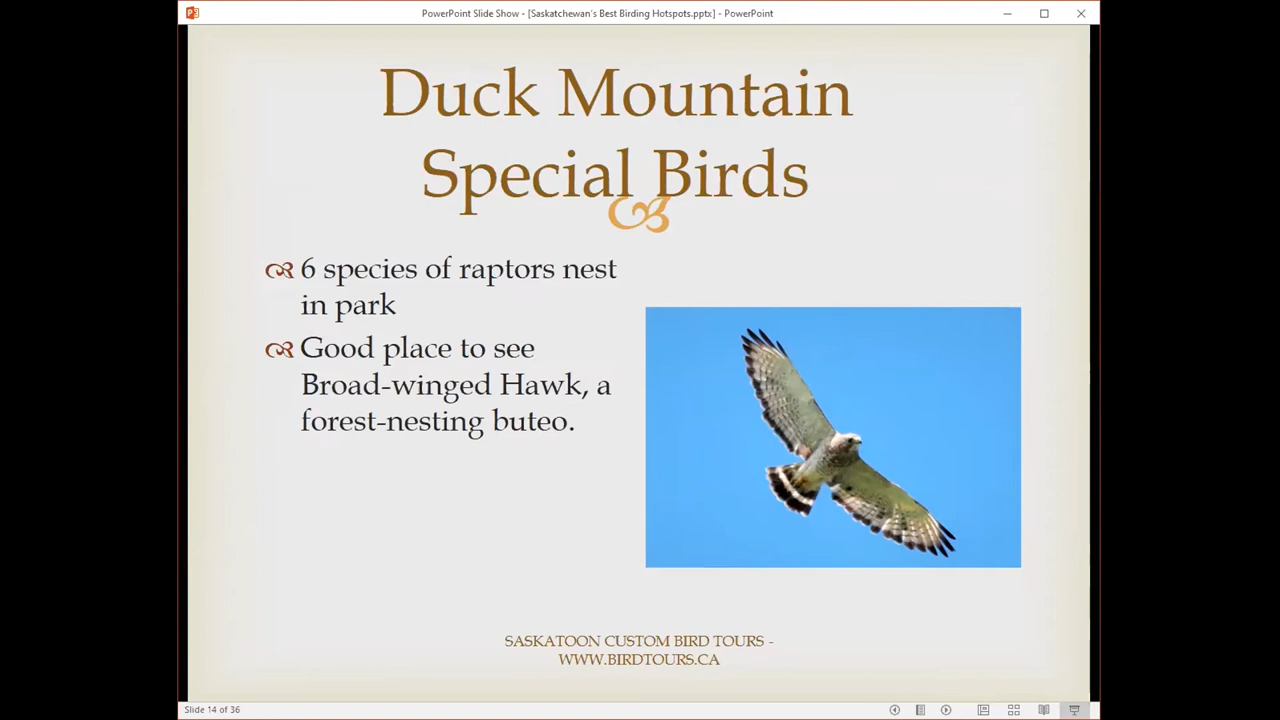 PowerPoint Slide Show - [Saskatchewan's Best Birding Hotspots.pptx] - PowerPoint
Duck Mountain
Special Birds
6 species of raptors nest
in park
Good place to see
Broad-winged Hawk, a
forest-nesting buteo.
SASKATOON CUSTOM BIRD TOURS -
WWW.BIRDTOURS.CA
Slide 14 of 36